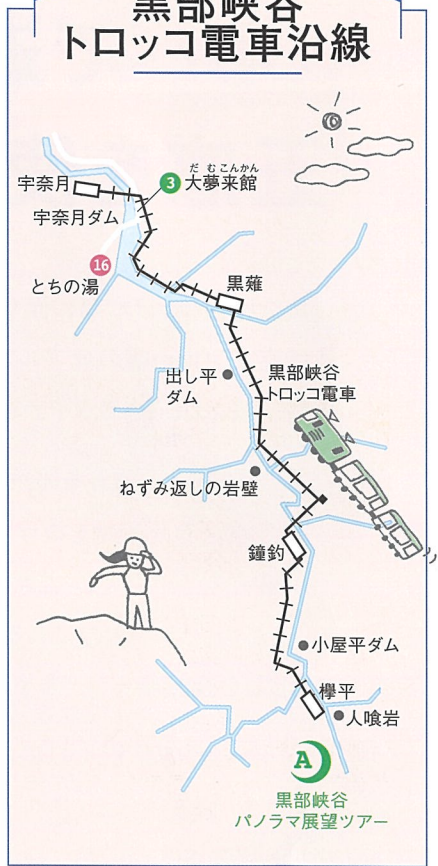 黒部峡谷
トロッコ電車沿線
宇奈月
3
だむこんかん
大夢来館
宇奈月ダム
16
とちの湯
黒薙
出し平
ダム
黒部峡谷
トロッコ電車
ねずみ返しの岩壁
鐘釣
小屋平ダム
欅平
人喰岩
A
黒部峡谷
パノラマ展望ツアー